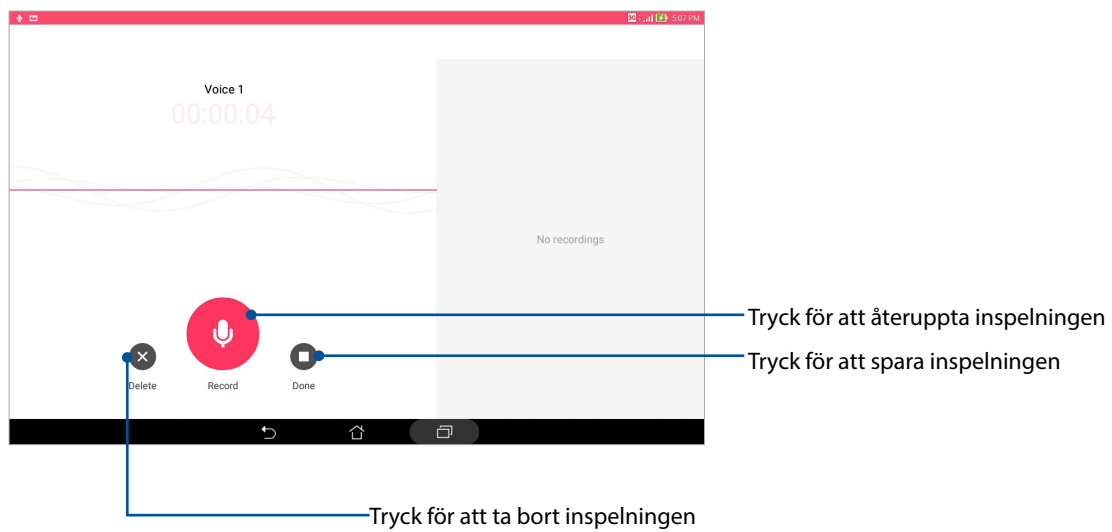 3G 5:07 PM
Voice 1
00:00:04
No recordings
Tryck för att återuppta inspelningen
Tryck för att spara inspelningen
Delete Record Done
Tryck för att ta bort inspelningen